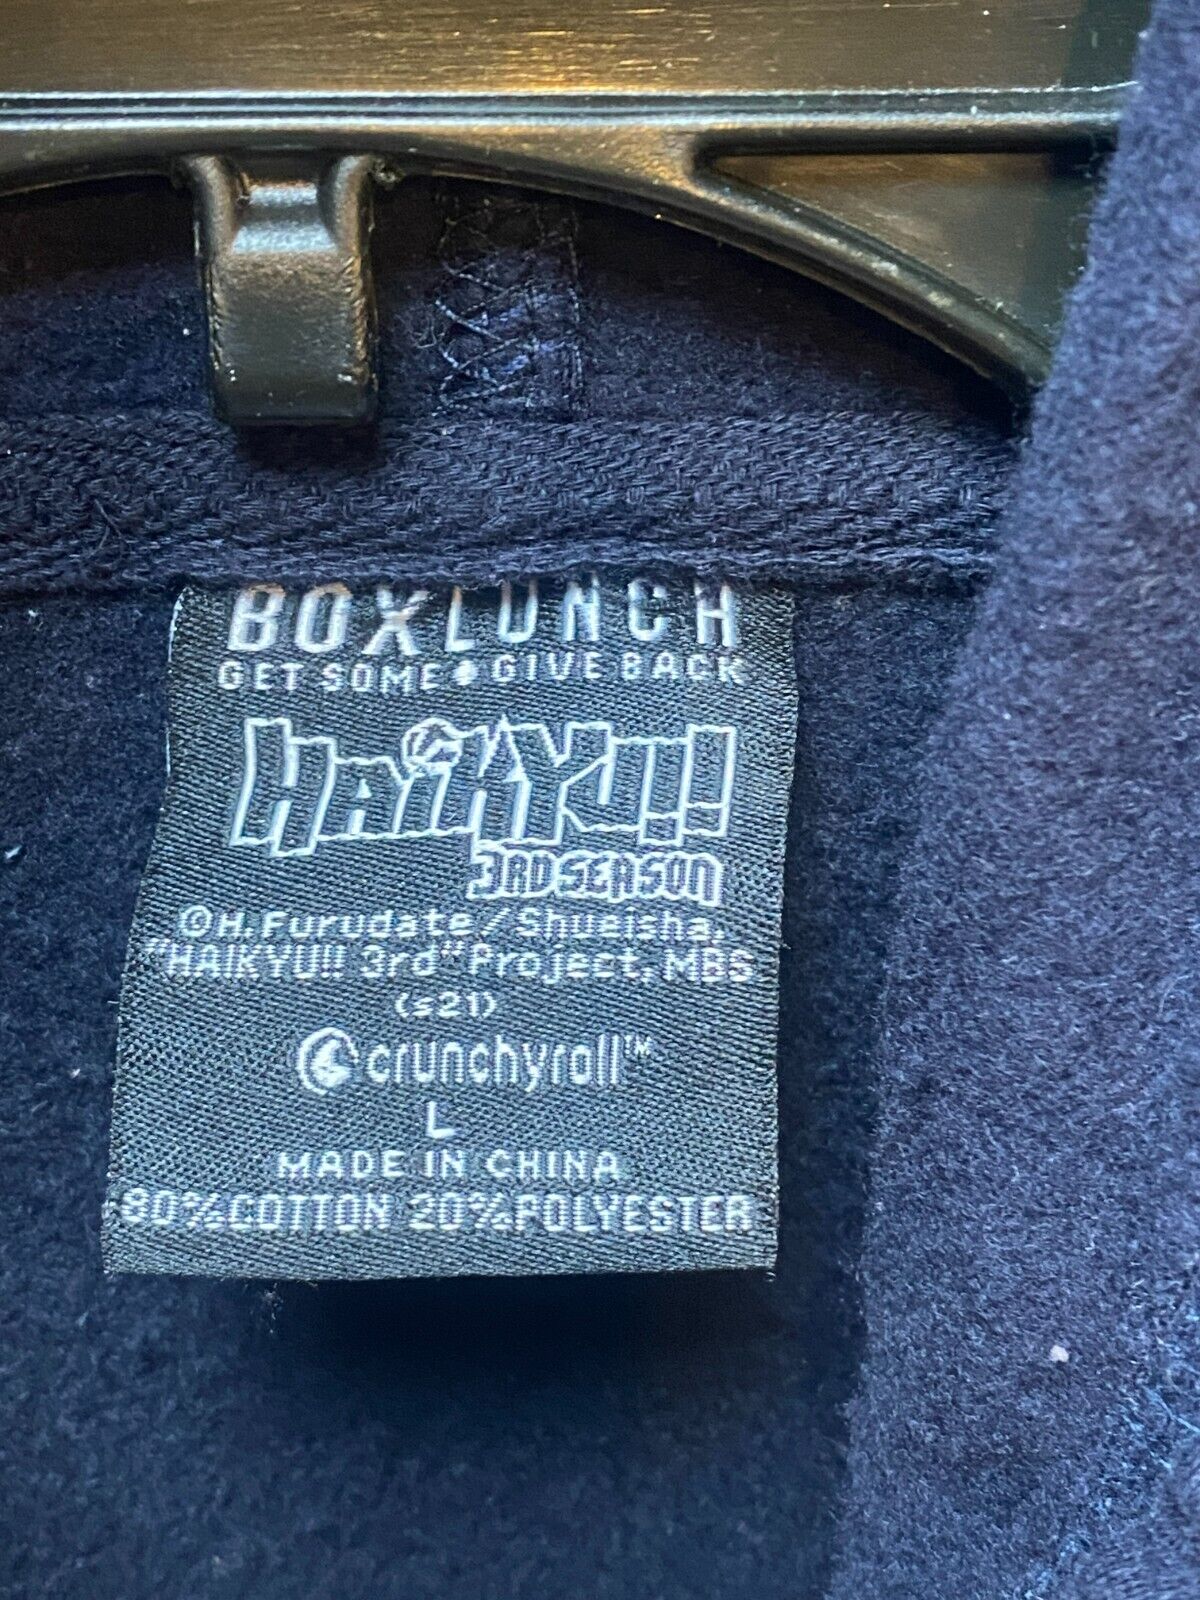 BOXLUNCH
GET SOME GIVE BACK
HAIKYU!!
3RD SEASON
©H. Furudate / Shueisha,
"HAIKYU!! 3rd" Project, MBS
(s21)
crunchyroll™
L
MADE IN CHINA
80%COTTON 20%POLYESTER